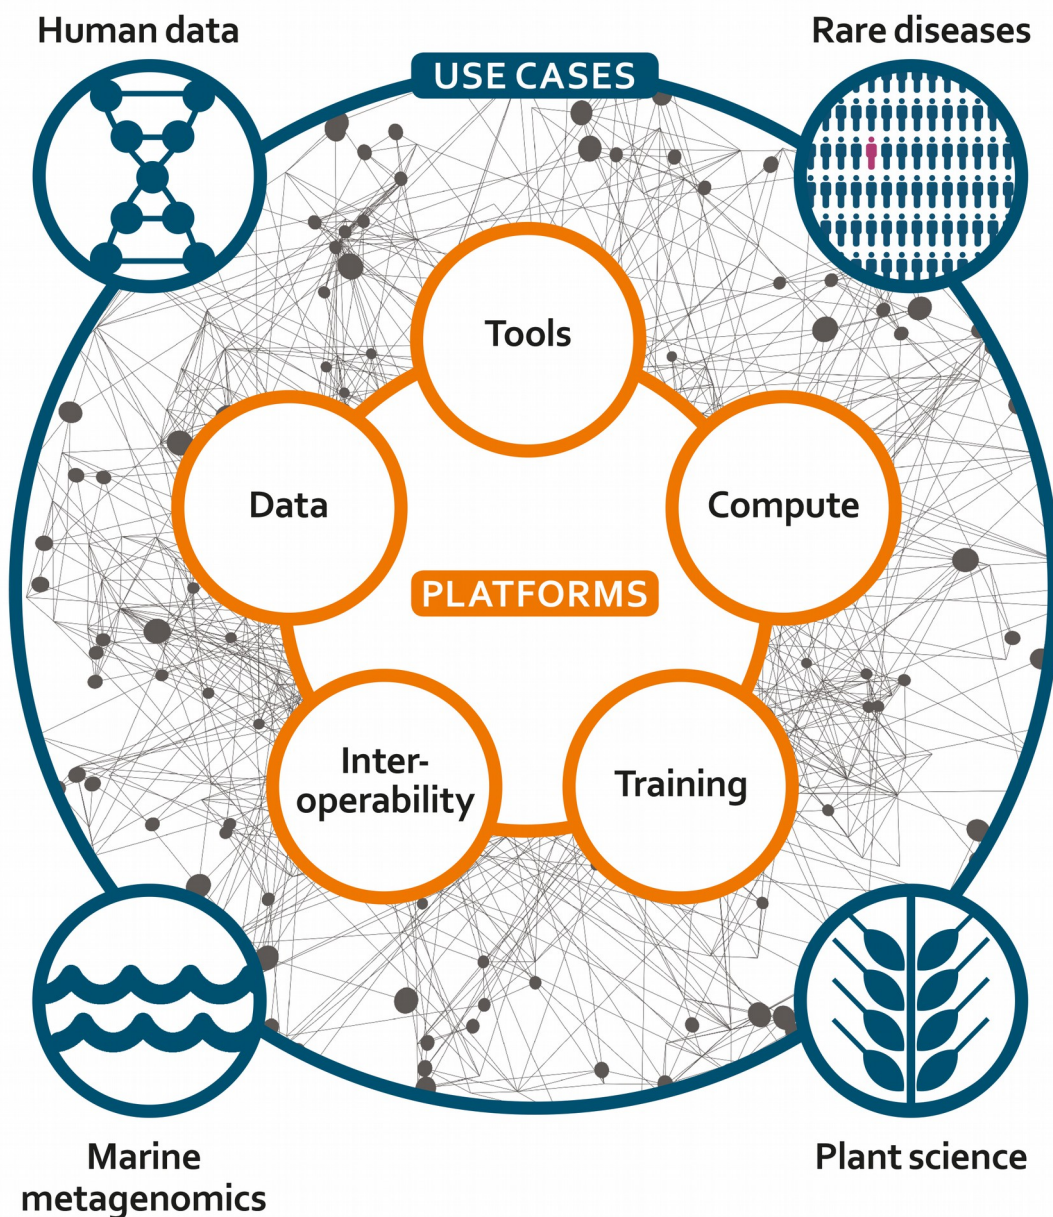 Human data
Rare diseases
USE CASES
Tools
Data
Compute
PLATFORMS
Inter-
operability
Training
Marine
metagenomics
Plant science